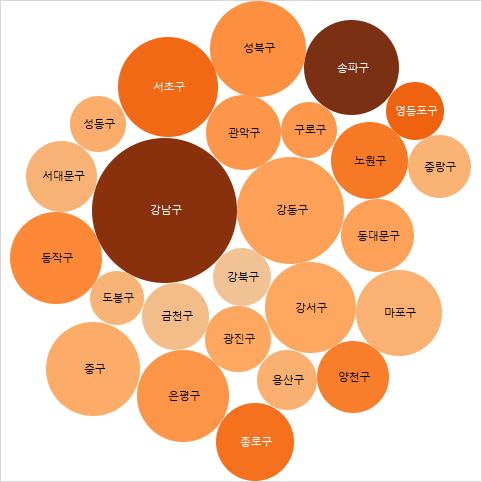 성북구
송파구
서초구
영등포구
성동구
관악구
구로구
노원구
중랑구
서대문구
강남구
강동구
동대문구
동작구
강북구
도봉구
금천구
강서구
마포구
광진구
중구
은평구
용산구
양천구
종로구